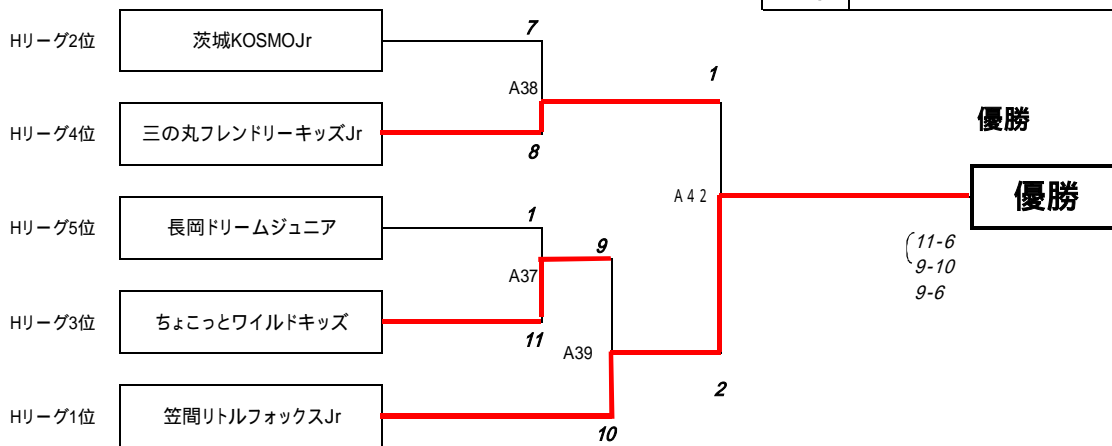 Hリーグ2位
茨城KOSMOJr
7
A38
1
Hリーグ4位
三の丸フレンドリーキッズJr
8
優勝
優勝
A42
11-6
9-10
9-6
Hリーグ5位
長岡ドリームジュニア
1
9
A37
Hリーグ3位
ちょこっとワイルドキッズ
11
A39
2
Hリーグ1位
笠間リトルフォックスJr
10